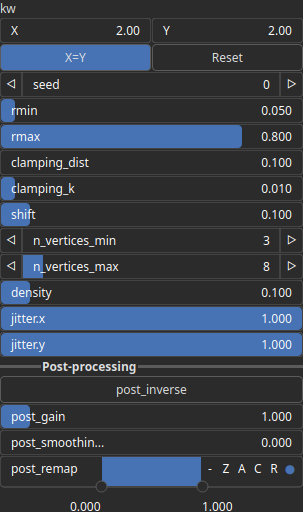 kw
X 2.00 Y 2.00
X=Y Reset
seed 0
rmin 0.050
rmax 0.800
clamping_dist 0.100
clamping_k 0.010
shift 0.100
n_vertices_min 3
n_vertices_max 8
density 0.100
jitter.x 1.000
jitter.y 1.000
Post-processing
post_inverse
post_gain 1.000
post_smoothin... 0.000
post_remap - Z A C R
0.000 1.000